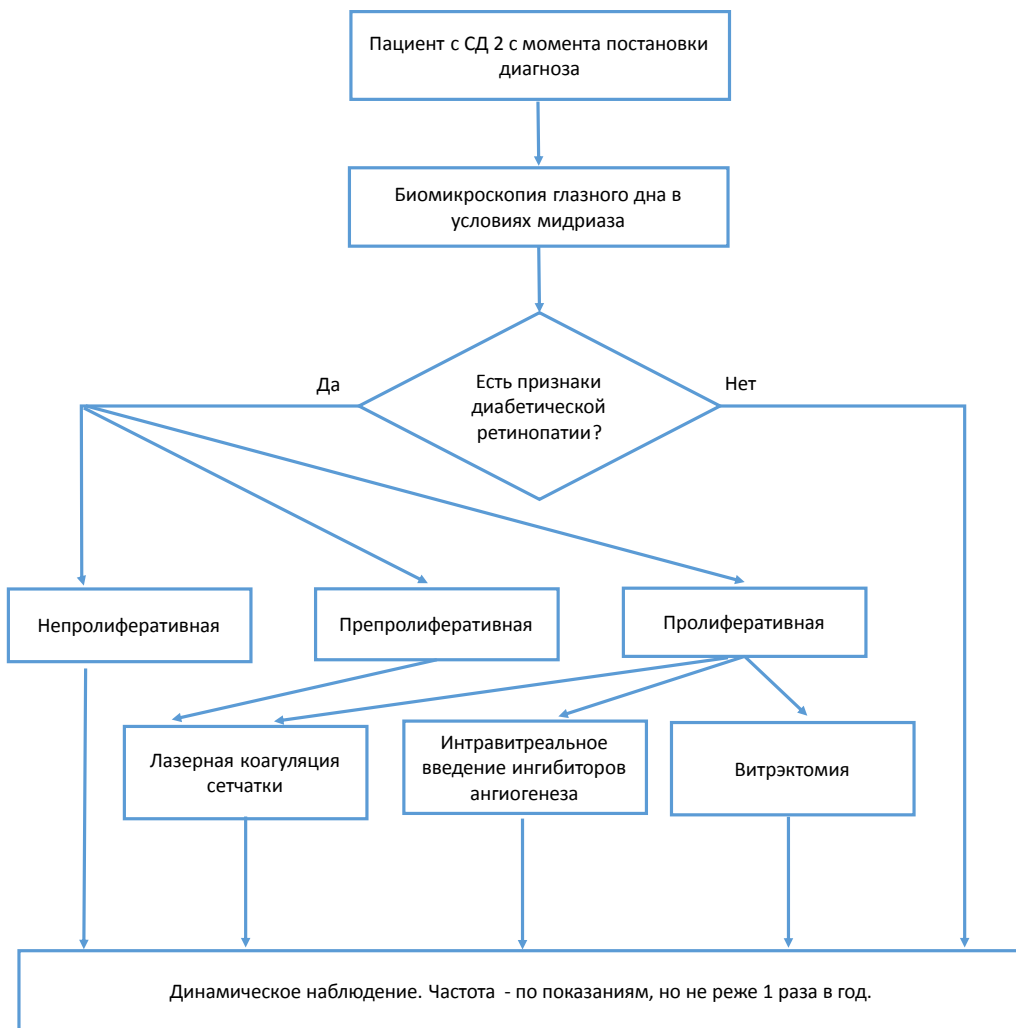 Пациент с СД 2 с момента постановки
диагноза
Биомикроскопия глазного дна в
условиях мидриаза
Да
Есть признаки
диабетической
ретинопатии?
Нет
Непролиферативная
Препролиферативная
Пролиферативная
Лазерная коагуляция
сетчатки
Интравитреальное
введение ингибиторов
ангиогенеза
Витрэктомия
Динамическое наблюдение. Частота - по показаниям, но не реже 1 раза в год.